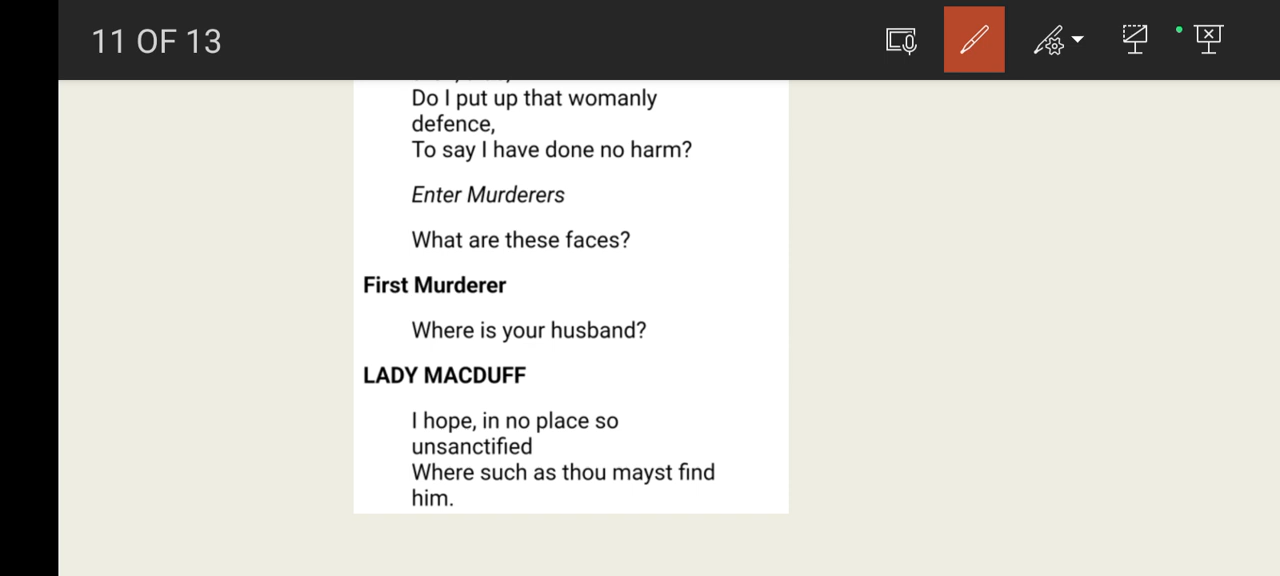 11 OF 13
Do I put up that womanly
defence,
To say I have done no harm?
Enter Murderers
What are these faces?
First Murderer
Where is your husband?
LADY MACDUFF
I hope, in no place so
unsanctified
Where such as thou mayst find
him.